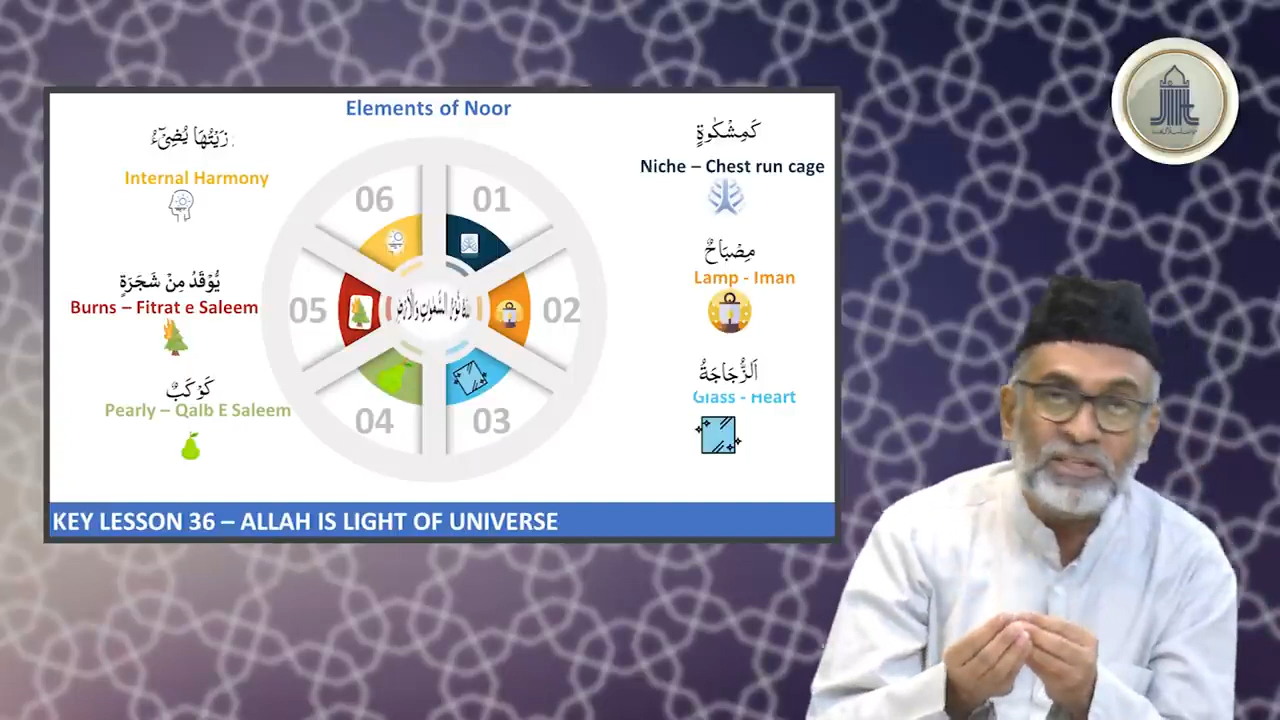 Elements of Noor
زَيْتُهَا يُضِيٓءُ
Internal Harmony
يُّوْقَدُ مِنْ شَجَرَةٍ
Burns – Fitrat e Saleem
كَوْكَبٌ
Pearly – Qalb E Saleem
06
01
05
02
04
03
كَمِشْكٰوةٍ
Niche – Chest run cage
مِصْبَاحٌ
Lamp - Iman
اَلزُّجَاجَةُ
Glass - Heart
KEY LESSON 36 – ALLAH IS LIGHT OF UNIVERSE